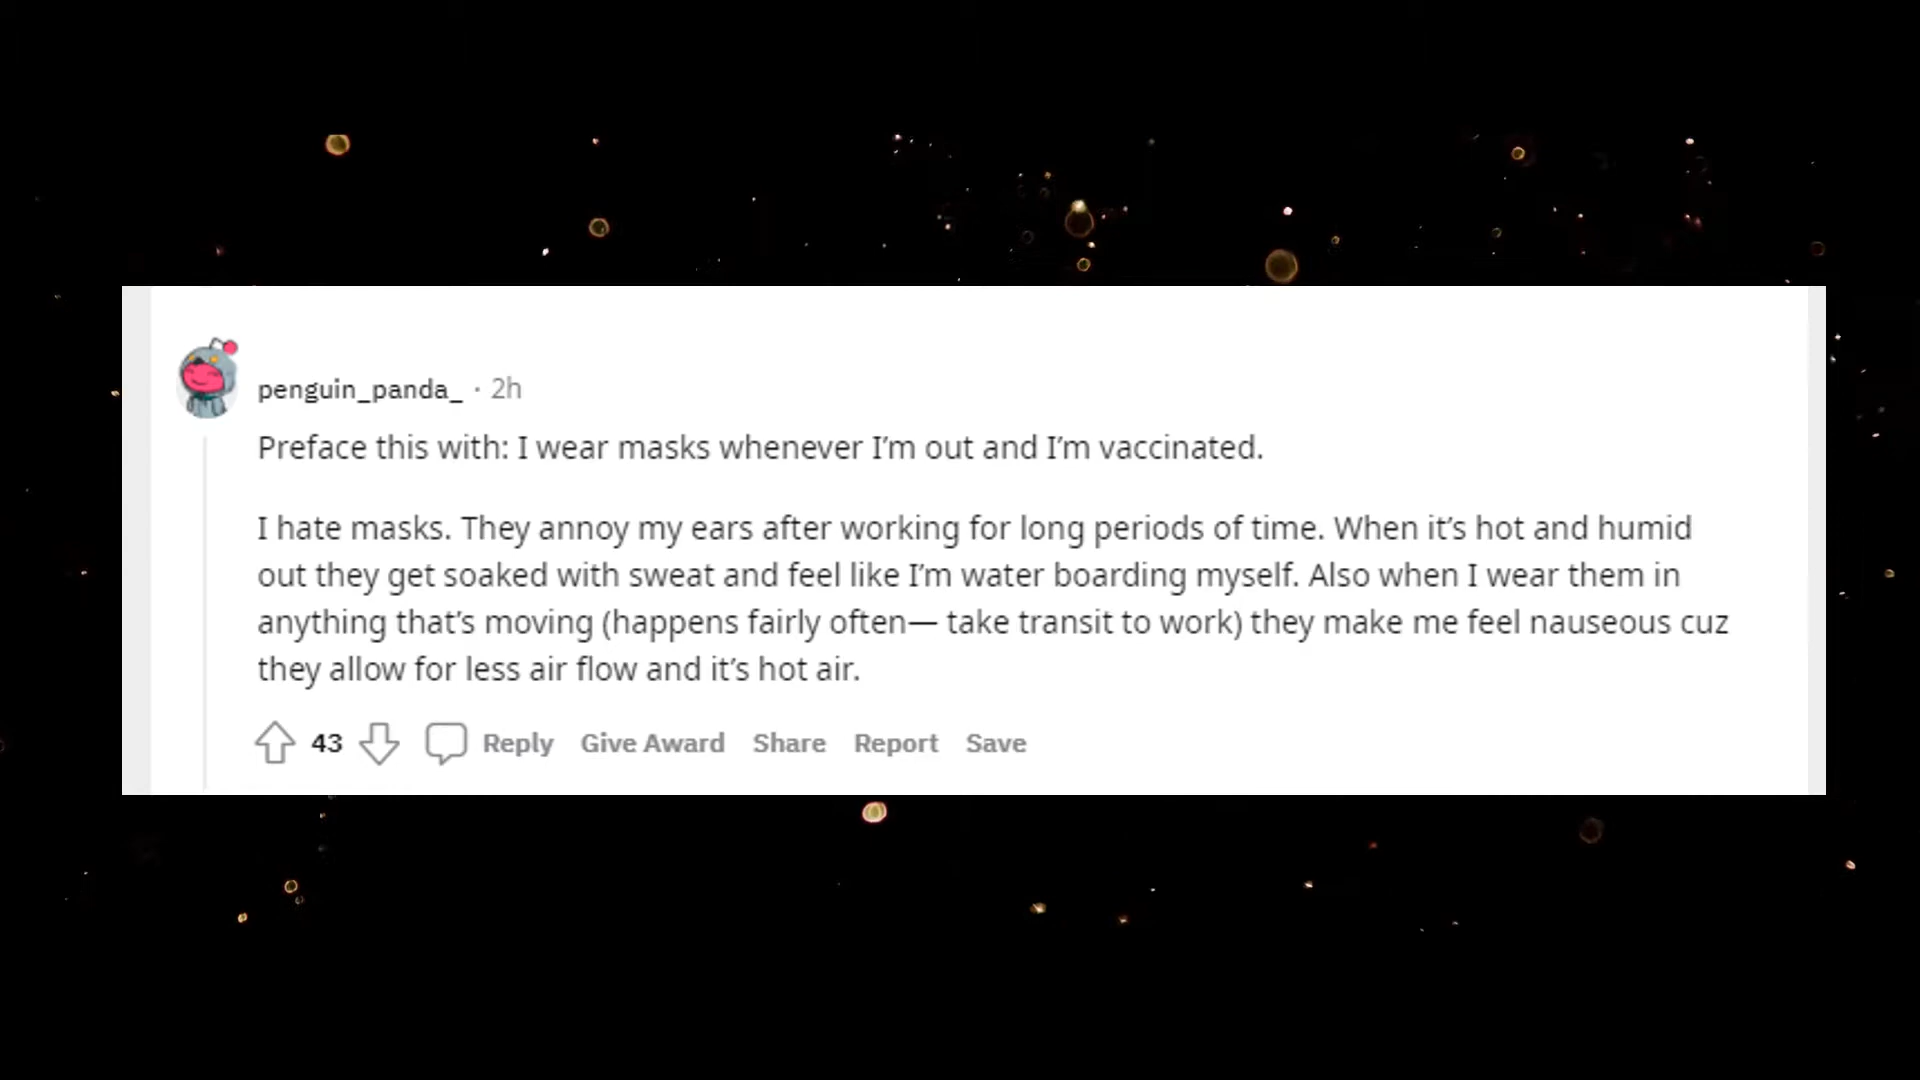 penguin_panda_ · 2h
Preface this with: I wear masks whenever I’m out and I’m vaccinated.
I hate masks. They annoy my ears after working for long periods of time. When it’s hot and humid
out they get soaked with sweat and feel like I’m water boarding myself. Also when I wear them in
anything that’s moving (happens fairly often— take transit to work) they make me feel nauseous cuz
they allow for less air flow and it’s hot air.
43 Reply Give Award Share Report Save